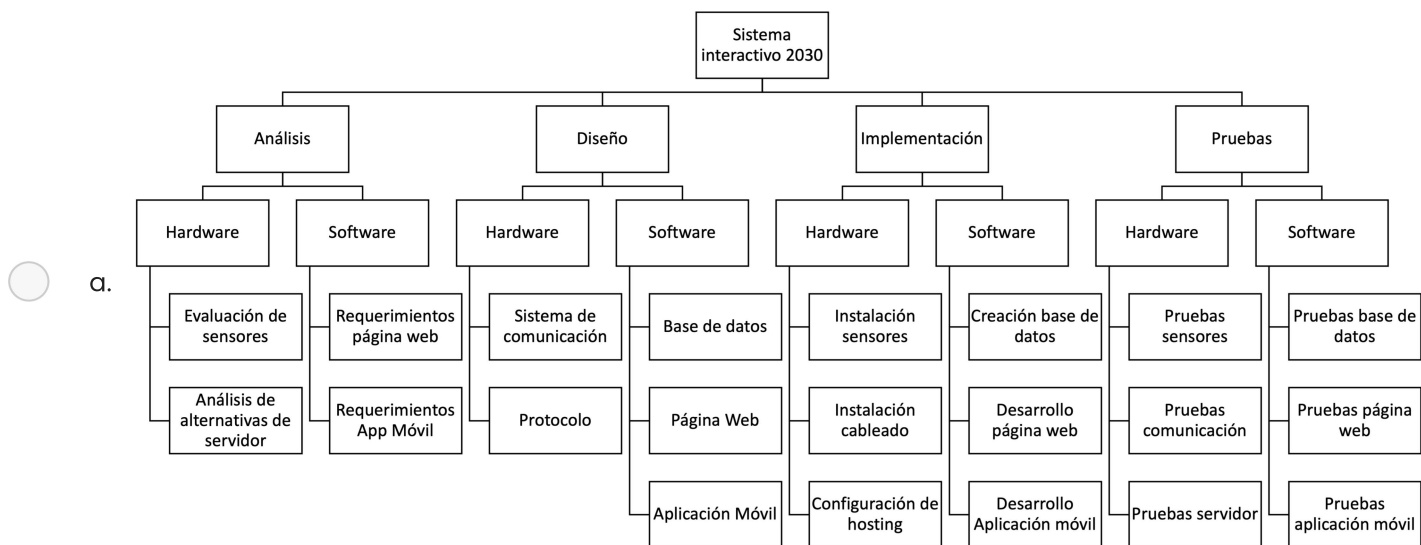 Sistema
interactivo 2030
Análisis
Diseño
Implementación
Pruebas
Hardware
Software
Hardware
Software
Hardware
Software
Hardware
Software
a.
Evaluación de
sensores
Requerimientos
página web
Sistema de
comunicación
Base de datos
Instalación
sensores
Creación base de
datos
Pruebas
sensores
Pruebas base de
datos
Análisis de
alternativas de
servidor
Requerimientos
App Móvil
Protocolo
Página Web
Instalación
cableado
Desarrollo
página web
Pruebas
comunicación
Pruebas página
web
Aplicación Móvil
Configuración de
hosting
Desarrollo
Aplicación móvil
Pruebas servidor
Pruebas
aplicación móvil